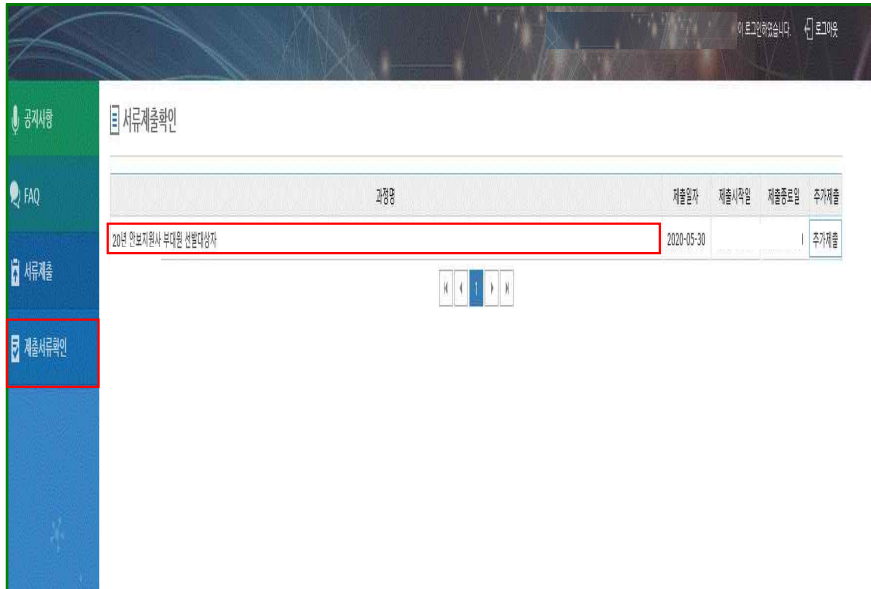 이 로그인하였습니다. 로그아웃
공지사항
FAQ
서류제출
제출서류확인
서류제출확인
과정명 제출일자 제출시작일 제출종료일 추가제출
20년 안보지원사 부대원 선발대상자 2020-05-30 추가제출
1